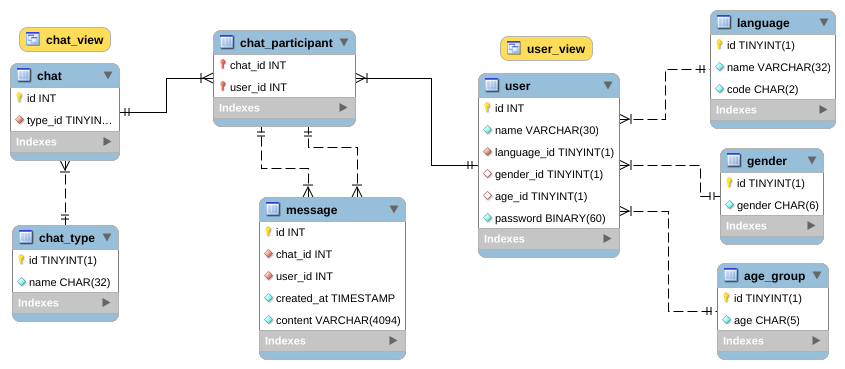 chat_view
chat
id INT
type_id TINYIN...
Indexes
chat_type
id TINYINT(1)
name CHAR(32)
Indexes
chat_participant
chat_id INT
user_id INT
Indexes
message
id INT
chat_id INT
user_id INT
created_at TIMESTAMP
content VARCHAR(4094)
Indexes
user_view
user
id INT
name VARCHAR(30)
language_id TINYINT(1)
gender_id TINYINT(1)
age_id TINYINT(1)
password BINARY(60)
Indexes
language
id TINYINT(1)
name VARCHAR(32)
code CHAR(2)
Indexes
gender
id TINYINT(1)
gender CHAR(6)
Indexes
age_group
id TINYINT(1)
age CHAR(5)
Indexes